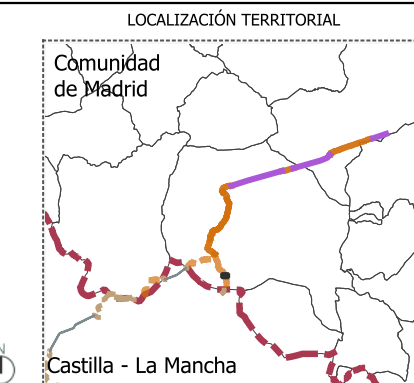 LOCALIZACIÓN TERRITORIAL
Comunidad
de Madrid
N
Castilla - La Mancha